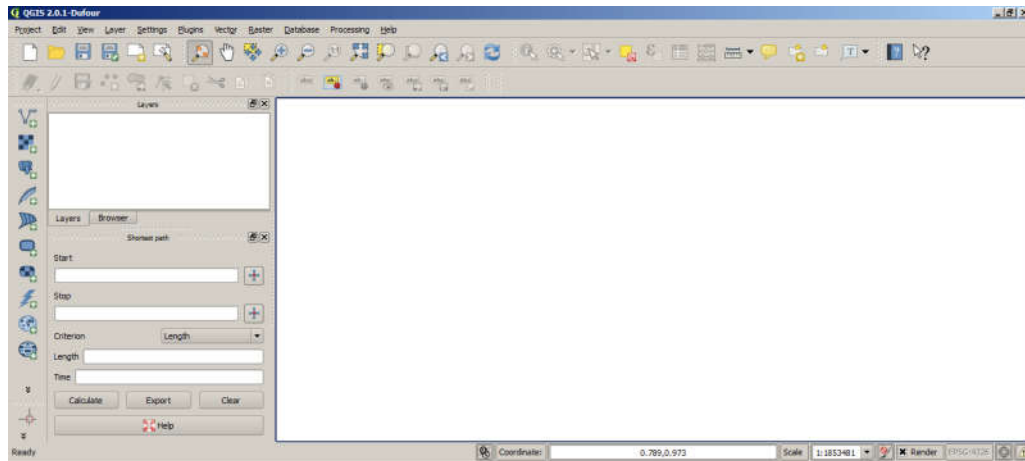 QGIS 2.0.1-Dufour
Project Edit View Layer Settings Plugins Vector Raster Database Processing Help
Layers
Layers Browser
Shortest path
Start
Stop
Criterion Length
Length
Time
Calculate Export Clear
Help
Ready Coordinate: 0.789,0.973 Scale 1:1853481 Render EPSG:4326